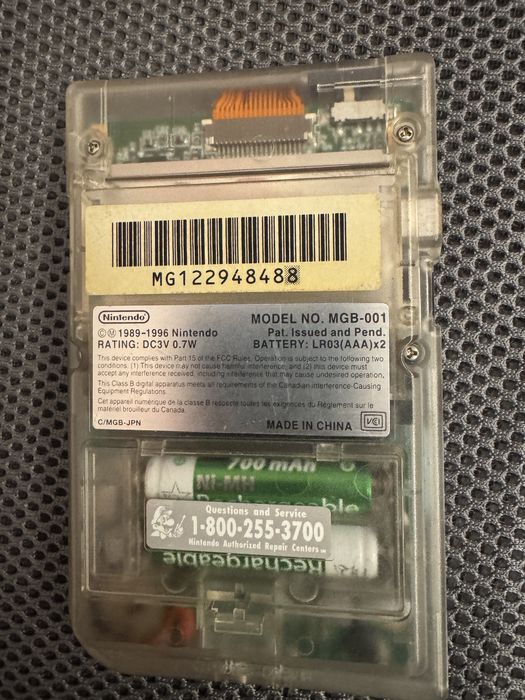 MG122948488
Nintendo
©Ⓜ 1989-1996 Nintendo
RATING: DC3V 0.7W
MODEL NO. MGB-001
Pat. Issued and Pend.
BATTERY: LR03(AAA)x2
This device complies with Part 15 of the FCC Rules. Operation is subject to the following two
conditions: (1) This device may not cause harmful interference, and (2) this device must
accept any interference received, including interference that may cause undesired operation.
This Class B digital apparatus meets all requirements of the Canadian Interference-Causing
Equipment Regulations.
Cet appareil numérique de la classe B respecte toutes les exigences du Règlement sur le
matériel brouilleur du Canada.
C/MGB-JPN
MADE IN CHINA
VCI
700 mAh
Ni-MH
Rechargeable
Questions and Service
1-800-255-3700
Nintendo Authorized Repair Centers
Rechargeable